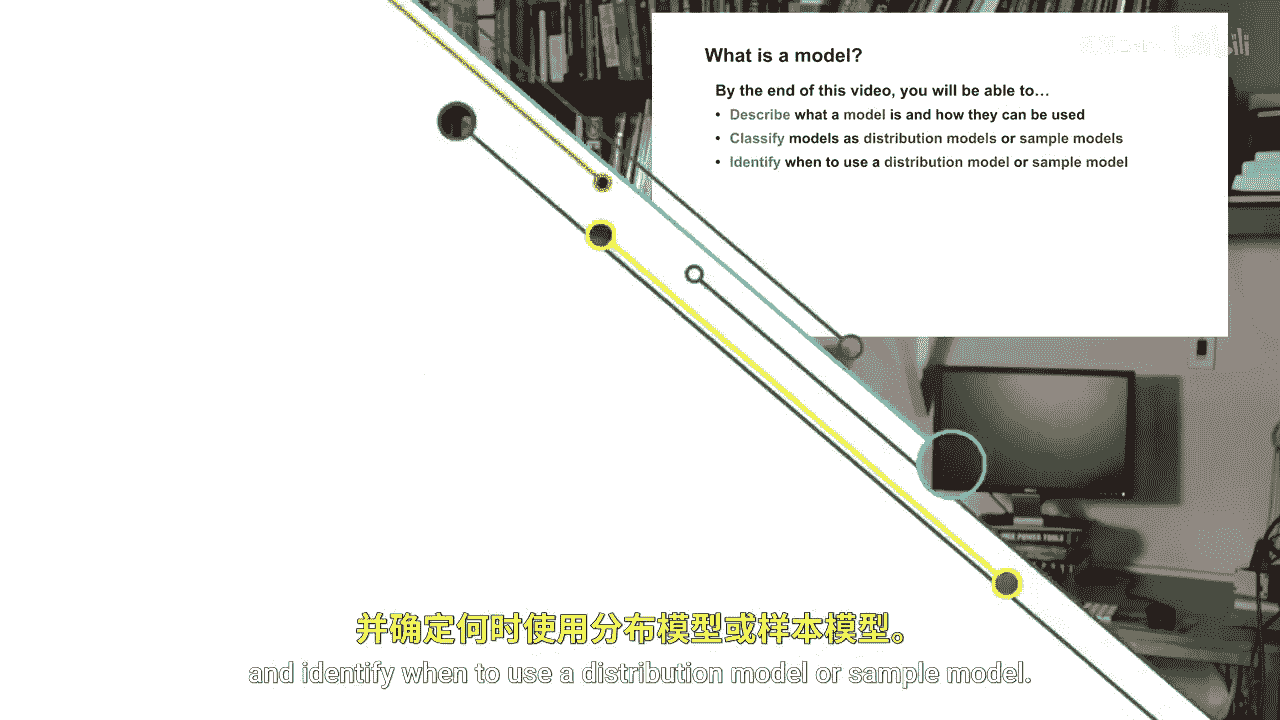 What is a model?
By the end of this video, you will be able to…
• Describe what a model is and how they can be used
• Classify models as distribution models or sample models
• Identify when to use a distribution model or sample model
并确定何时使用分布模型或样本模型。
and identify when to use a distribution model or sample model.